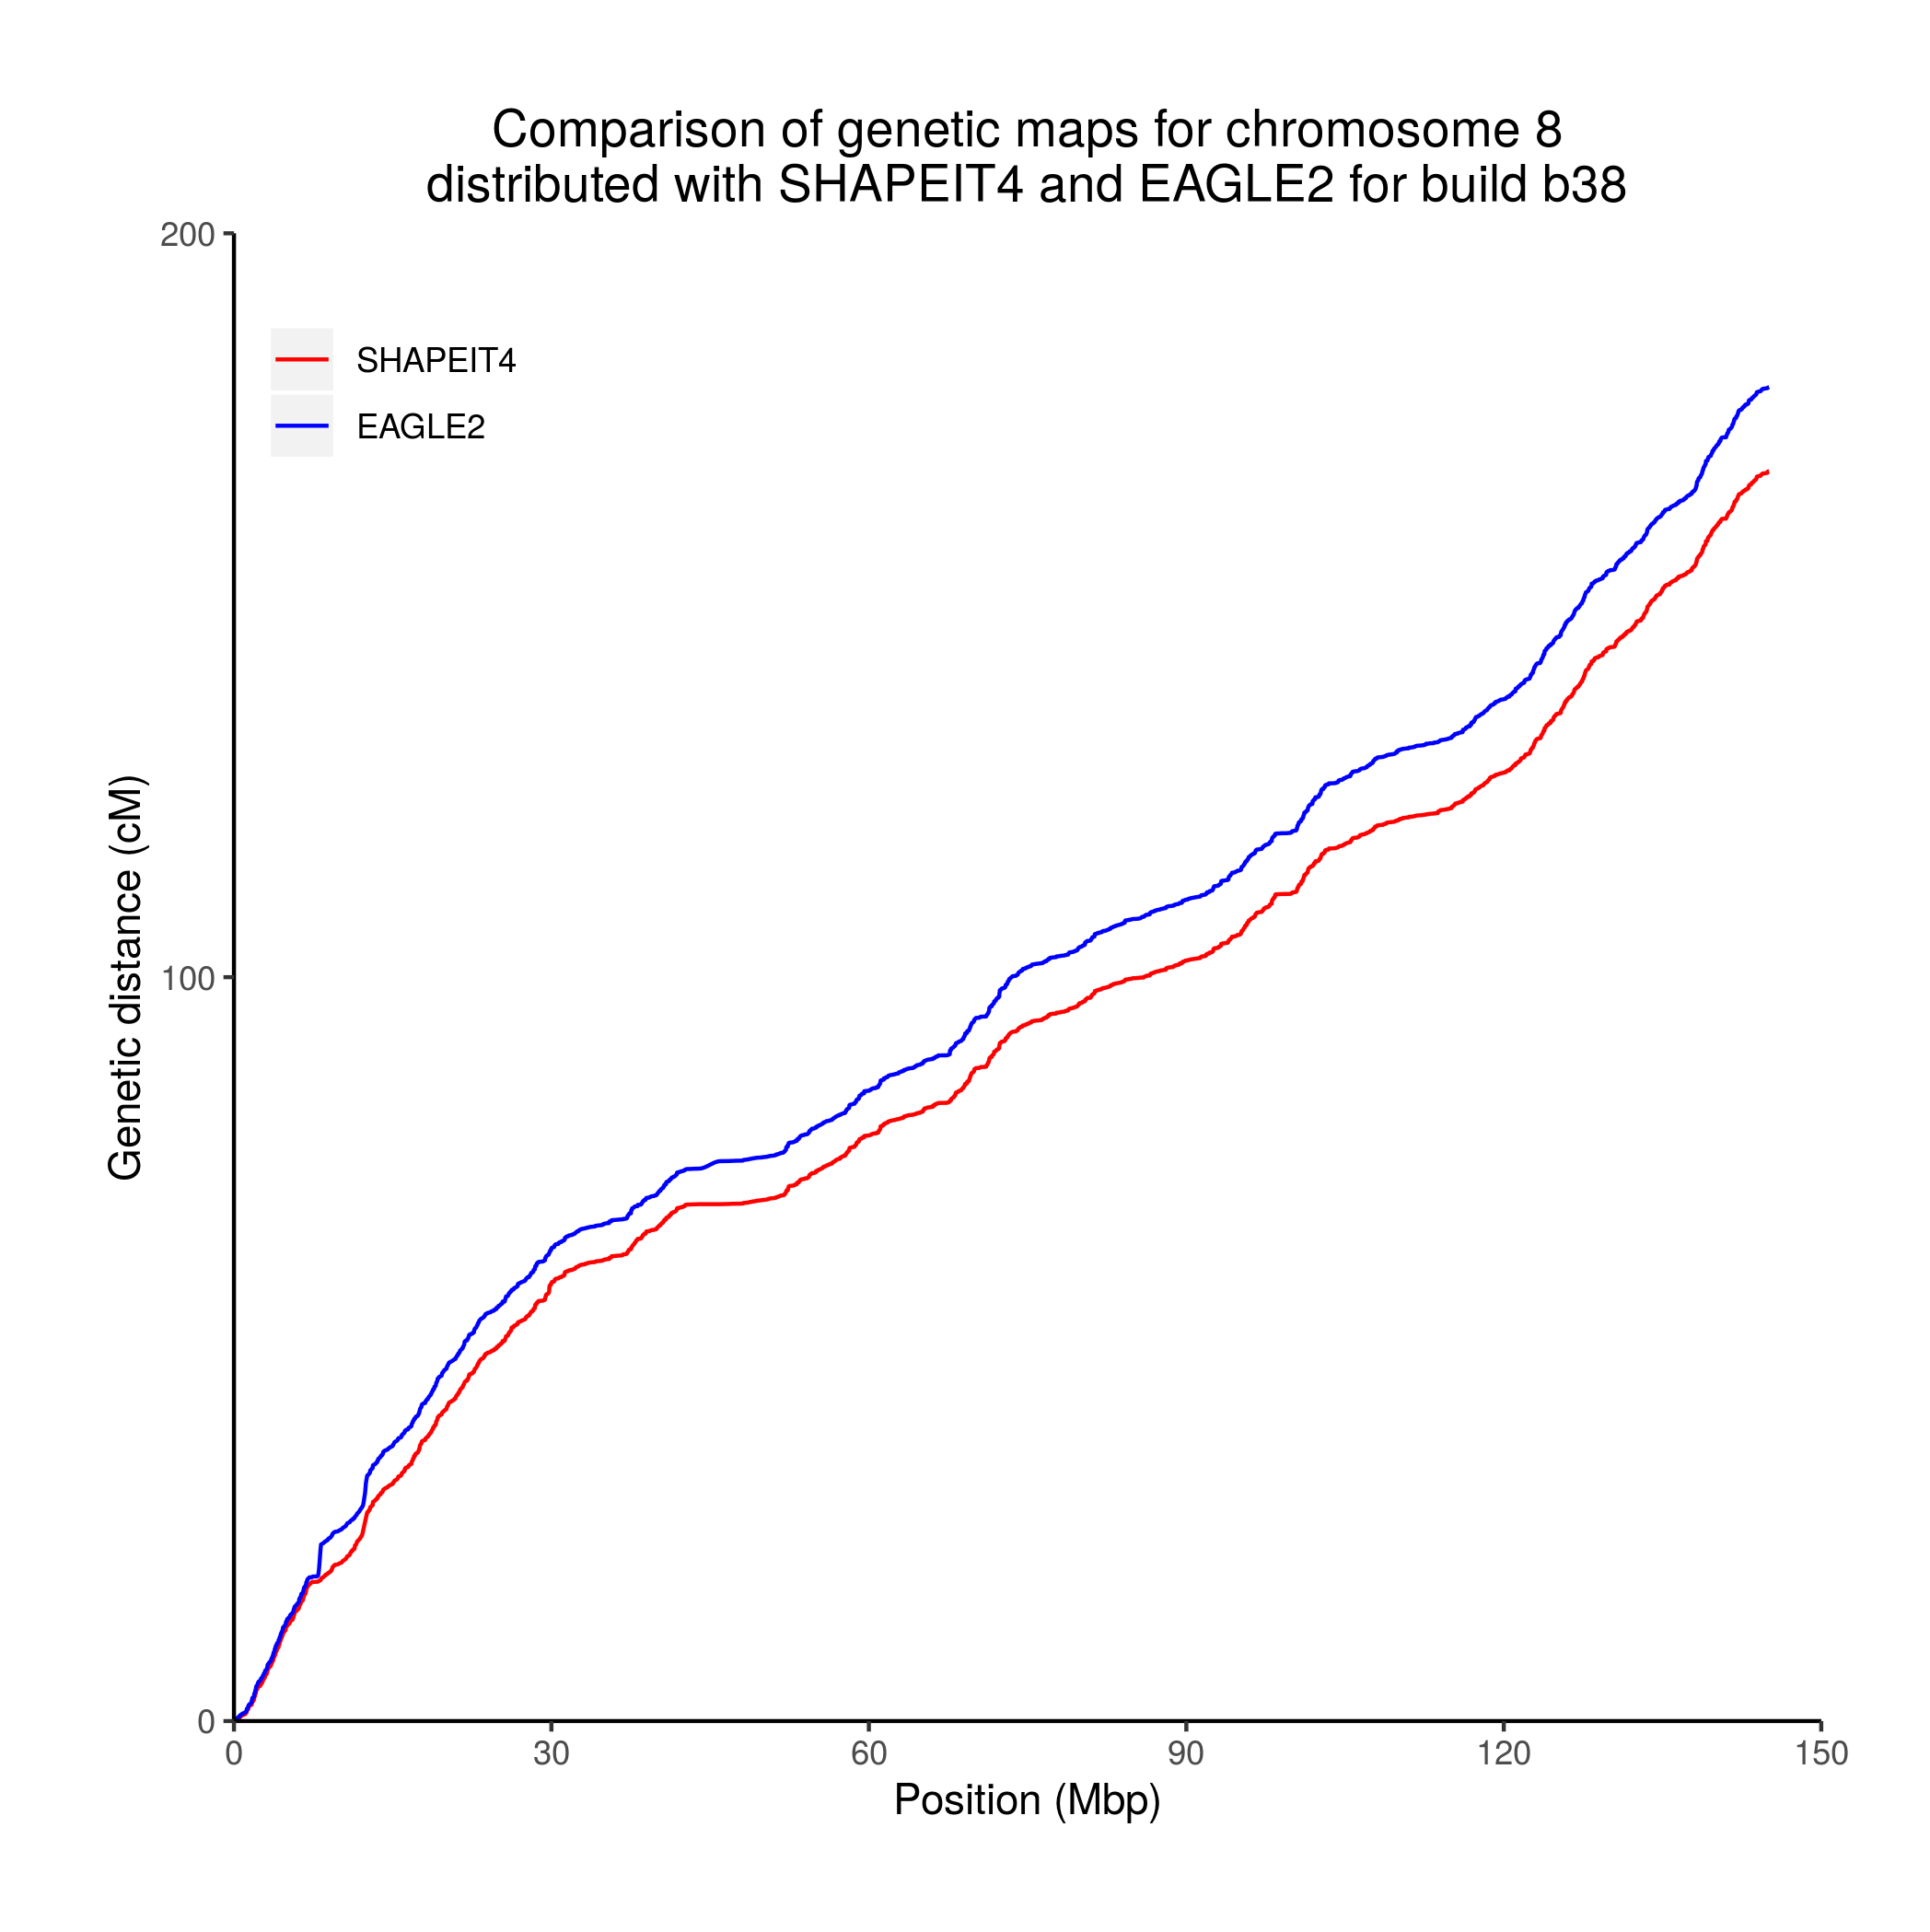 Comparison of genetic maps for chromosome 8
distributed with SHAPEIT4 and EAGLE2 for build b38
200
SHAPEIT4
EAGLE2
Genetic distance (cM)
100
0
0 30 60 90 120 150
Position (Mbp)